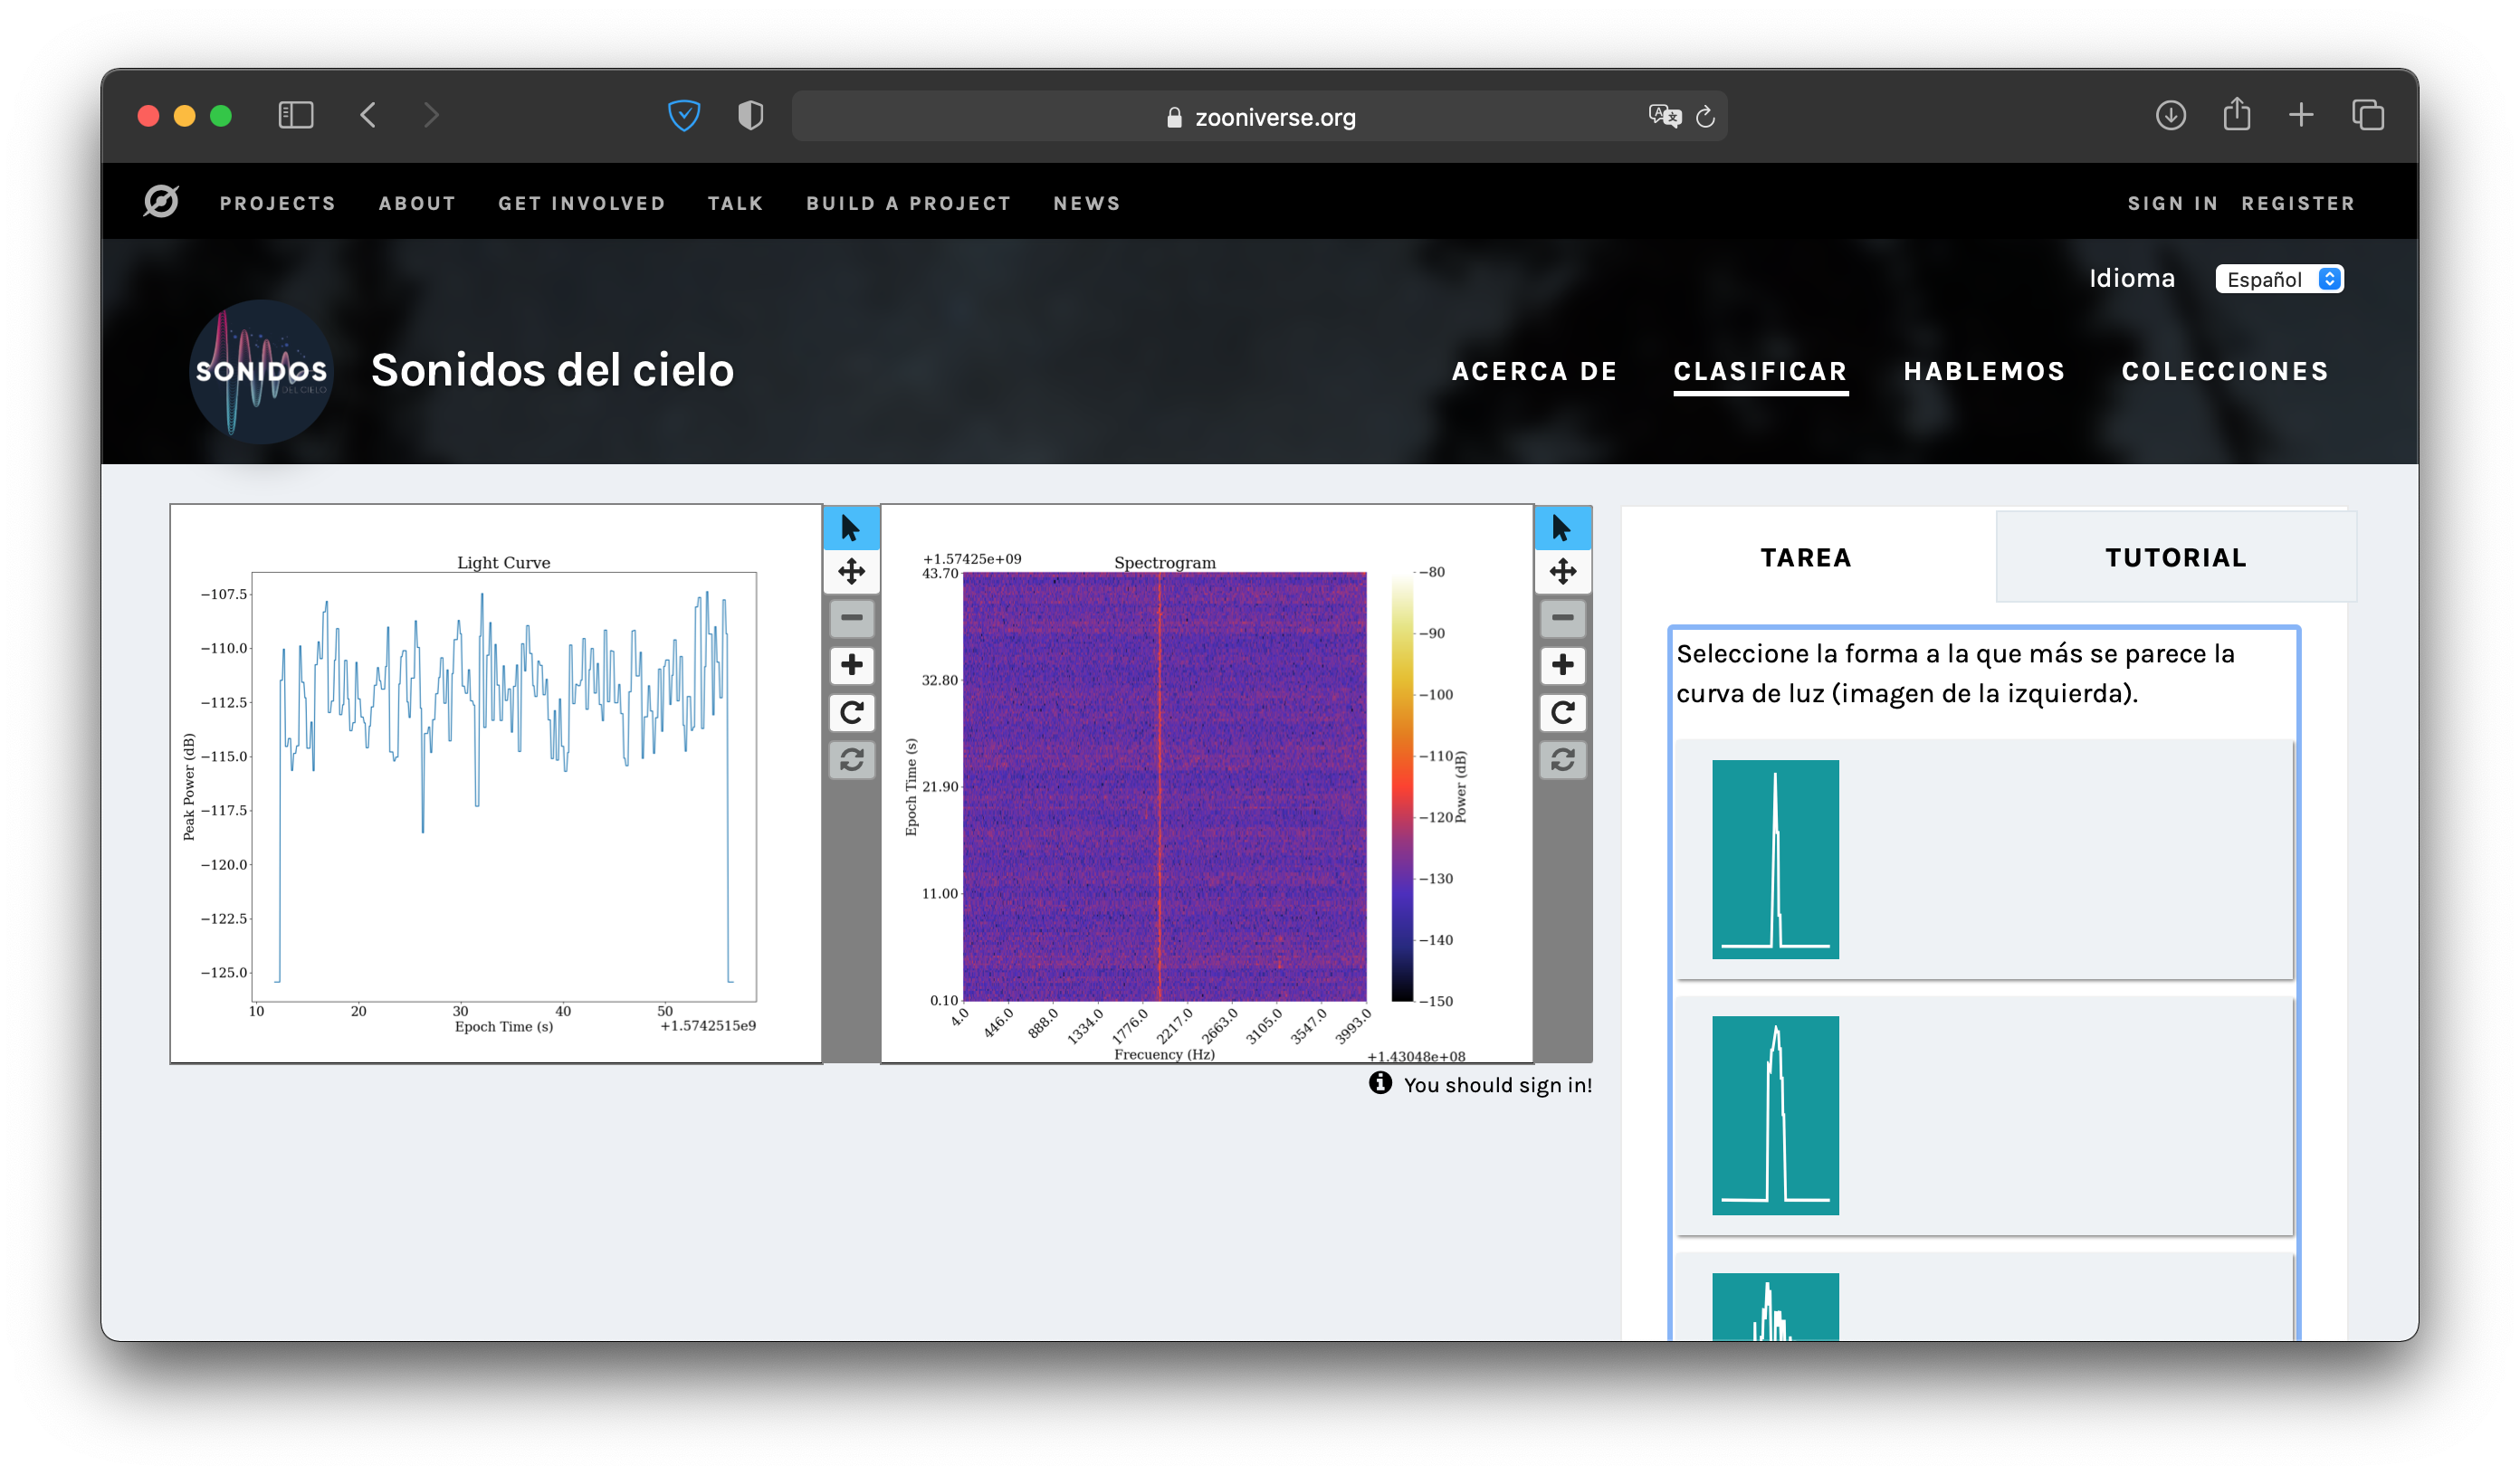 zooniverse.org
PROJECTS ABOUT GET INVOLVED TALK BUILD A PROJECT NEWS SIGN IN REGISTER
Idioma Español
SONIDOS
DEL CIELO
Sonidos del cielo
ACERCA DE CLASIFICAR HABLEMOS COLECCIONES
Light Curve
Peak Power (dB)
−107.5
−110.0
−112.5
−115.0
−117.5
−120.0
−122.5
−125.0
10 20 30 40 50
Epoch Time (s)
+1.5742515e9
+1.57425e+09
Spectrogram
Epoch Time (s)
43.70
32.80
21.90
11.00
0.10
4.0 446.0 888.0 1334.0 1776.0 2217.0 2663.0 3105.0 3547.0 3993.0
Frecuency (Hz)
+1.43048e+08
−80
−90
−100
−110
−120
−130
−140
−150
Power (dB)
You should sign in!
TAREA TUTORIAL
Seleccione la forma a la que más se parece la
curva de luz (imagen de la izquierda).